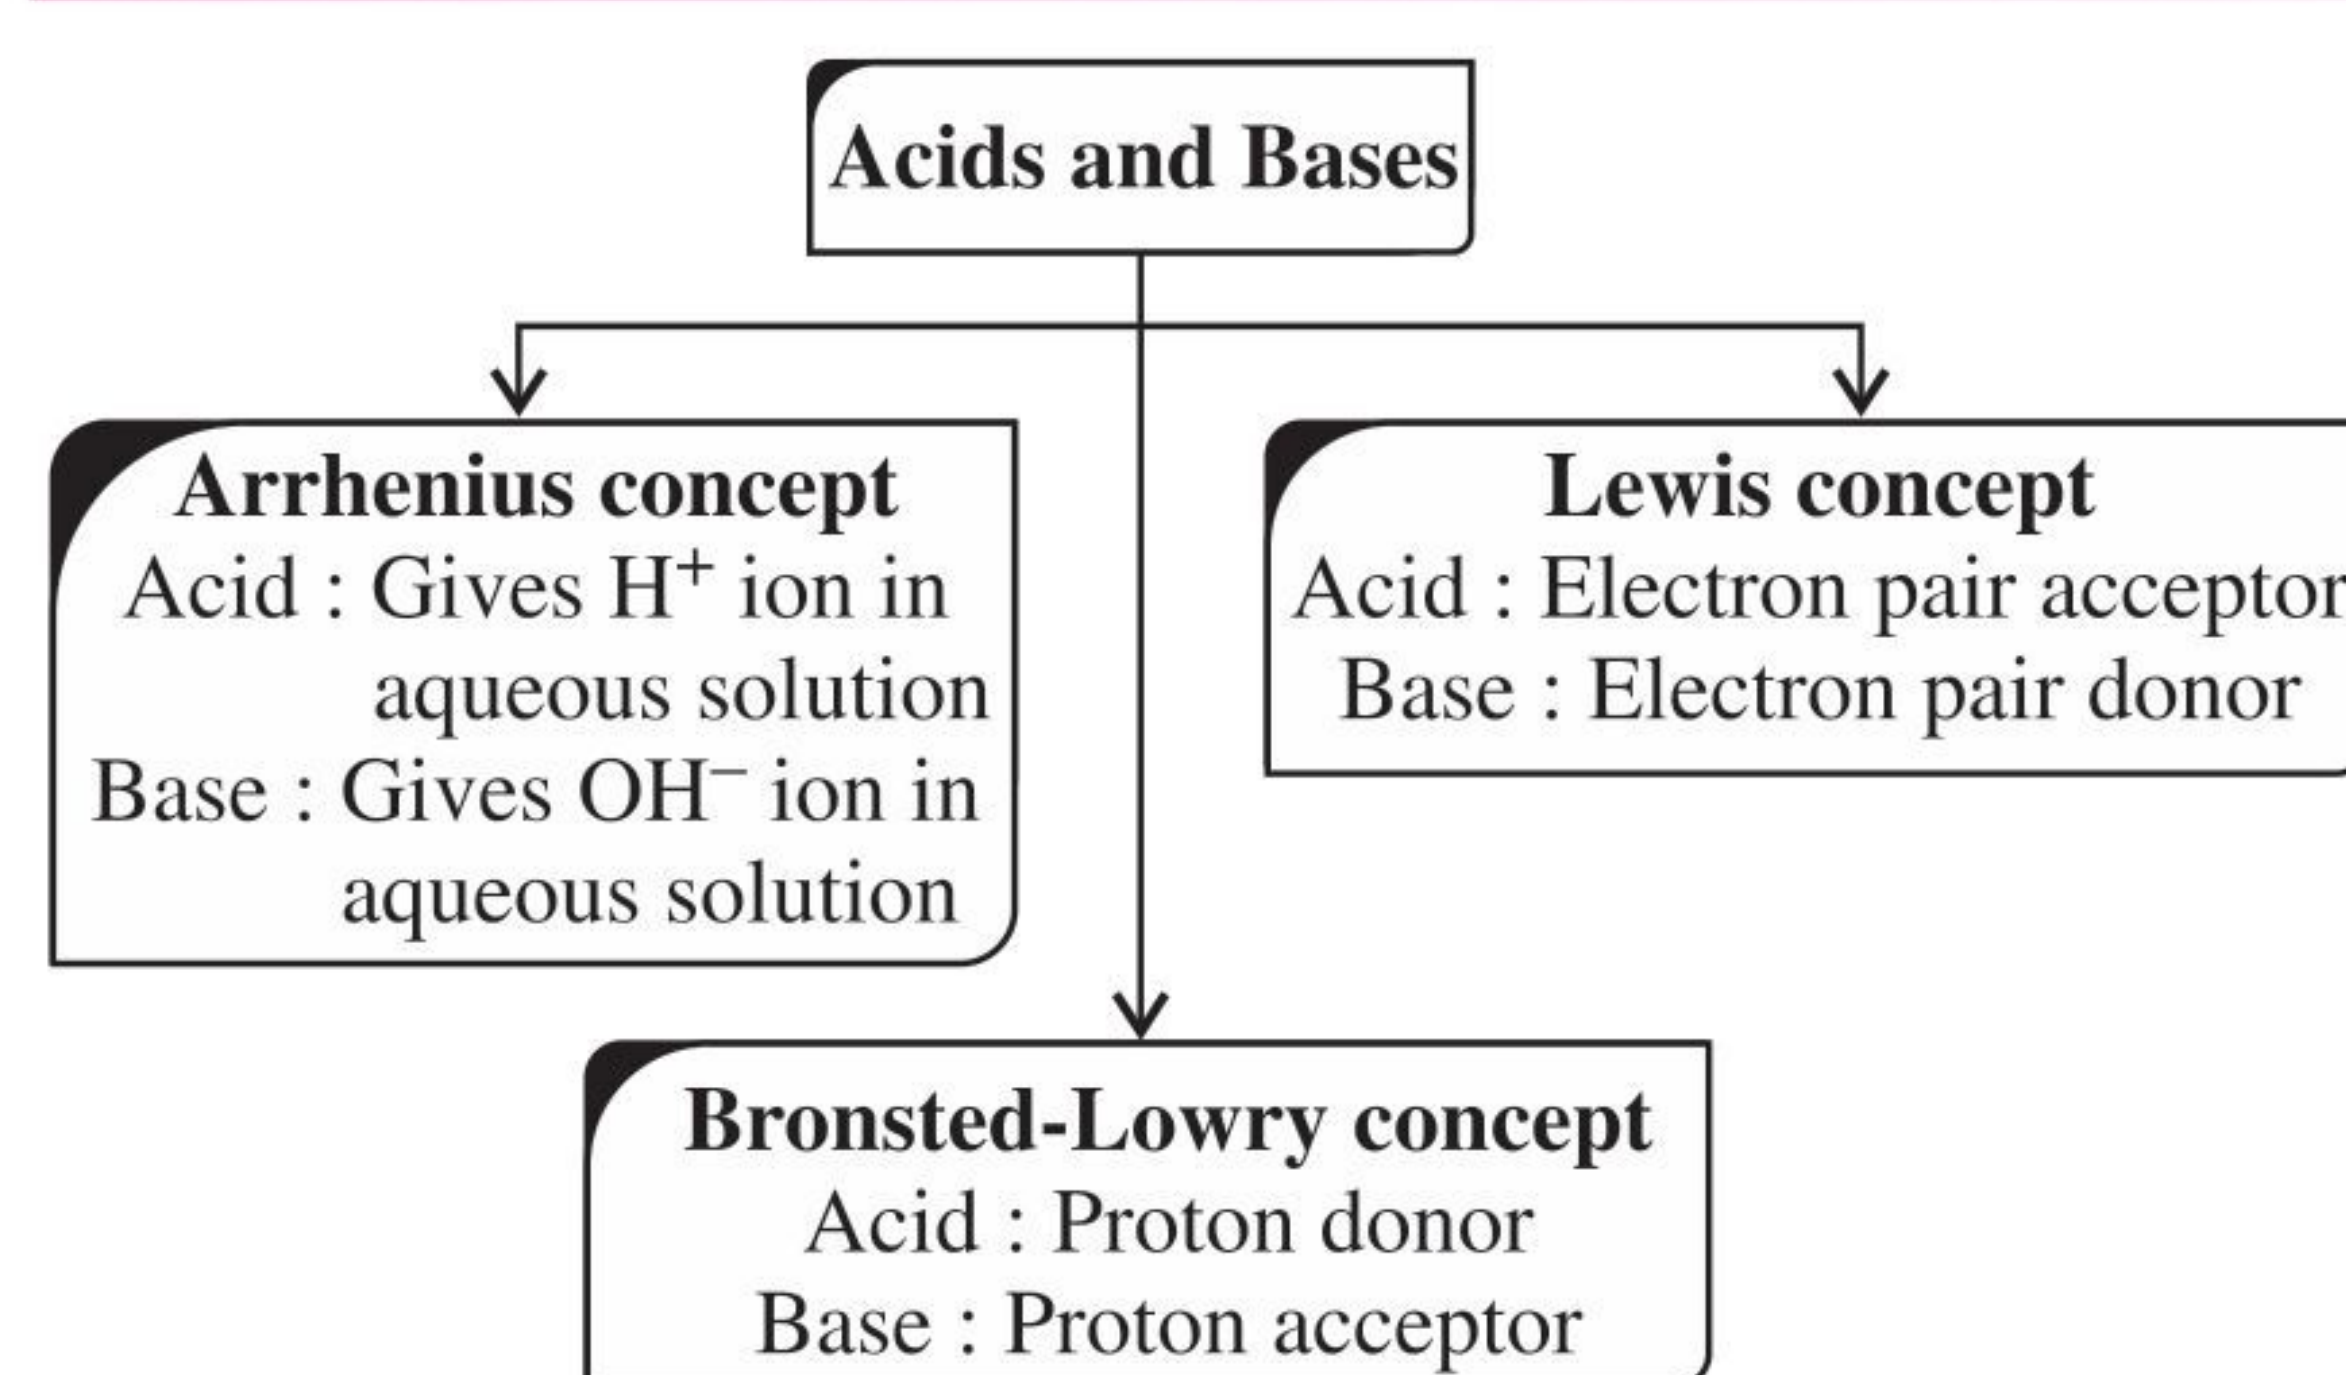 Acids and Bases
Arrhenius concept
Acid : Gives H⁺ ion in
aqueous solution
Base : Gives OH⁻ ion in
aqueous solution
Lewis concept
Acid : Electron pair acceptor
Base : Electron pair donor
Bronsted-Lowry concept
Acid : Proton donor
Base : Proton acceptor